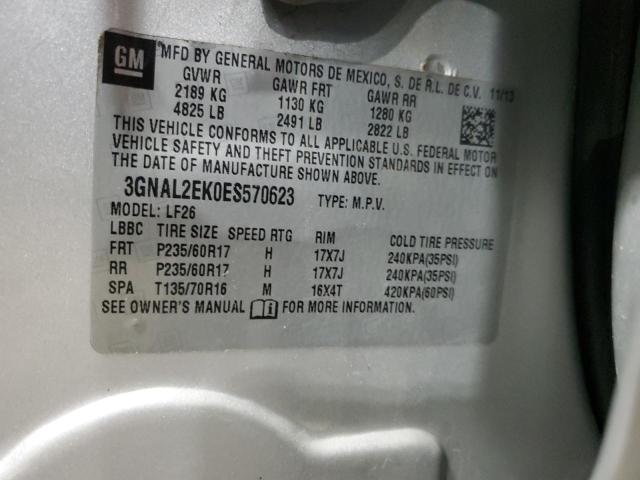 GM
MFD BY GENERAL MOTORS DE MEXICO, S. DE R.L. DE C.V. 11/13
GVWR GAWR FRT GAWR RR
2189 KG 1130 KG 1280 KG
4825 LB 2491 LB 2822 LB
THIS VEHICLE CONFORMS TO ALL APPLICABLE U.S. FEDERAL MOTOR
VEHICLE SAFETY AND THEFT PREVENTION STANDARDS IN EFFECT ON
THE DATE OF MANUFACTURE SHOWN ABOVE.
3GNAL2EK0ES570623 TYPE: M.P.V.
MODEL: LF26
LBBC TIRE SIZE SPEED RTG RIM COLD TIRE PRESSURE
FRT P235/60R17 H 17X7J 240KPA(35PSI)
RR P235/60R17 H 17X7J 240KPA(35PSI)
SPA T135/70R16 M 16X4T 420KPA(60PSI)
SEE OWNER'S MANUAL FOR MORE INFORMATION.